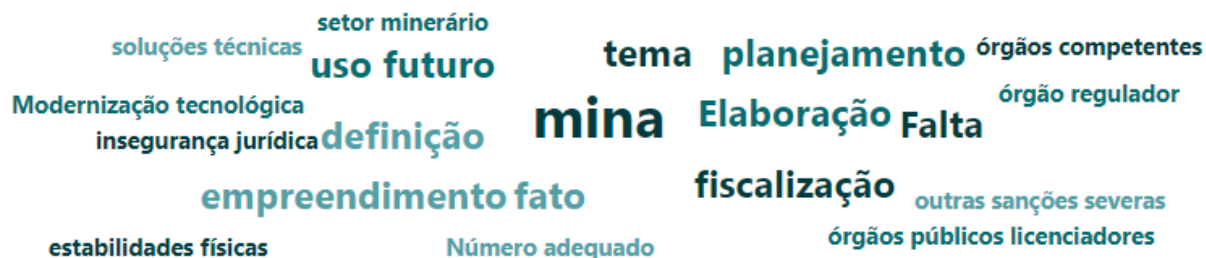 setor minerário
soluções técnicas
uso futuro
tema
planejamento
órgãos competentes
Modernização tecnológica
órgão regulador
insegurança jurídica
definição
mina
Elaboração
Falta
empreendimento
fato
fiscalização
outras sanções severas
estabilidades físicas
Número adequado
órgãos públicos licenciadores